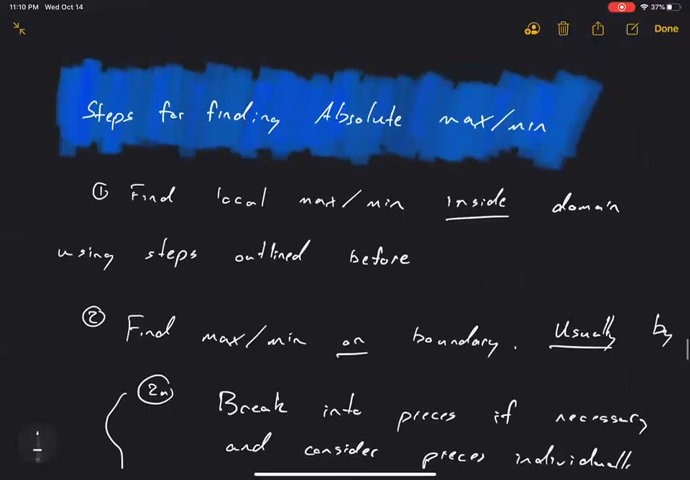 11:10 PM Wed Oct 14
37%
Done
Steps for finding Absolute max/min
① Find local max/min inside domain
using steps outlined before
② Find max/min on boundary. Usually by
Break into pieces if necessary
and consider pieces individuall